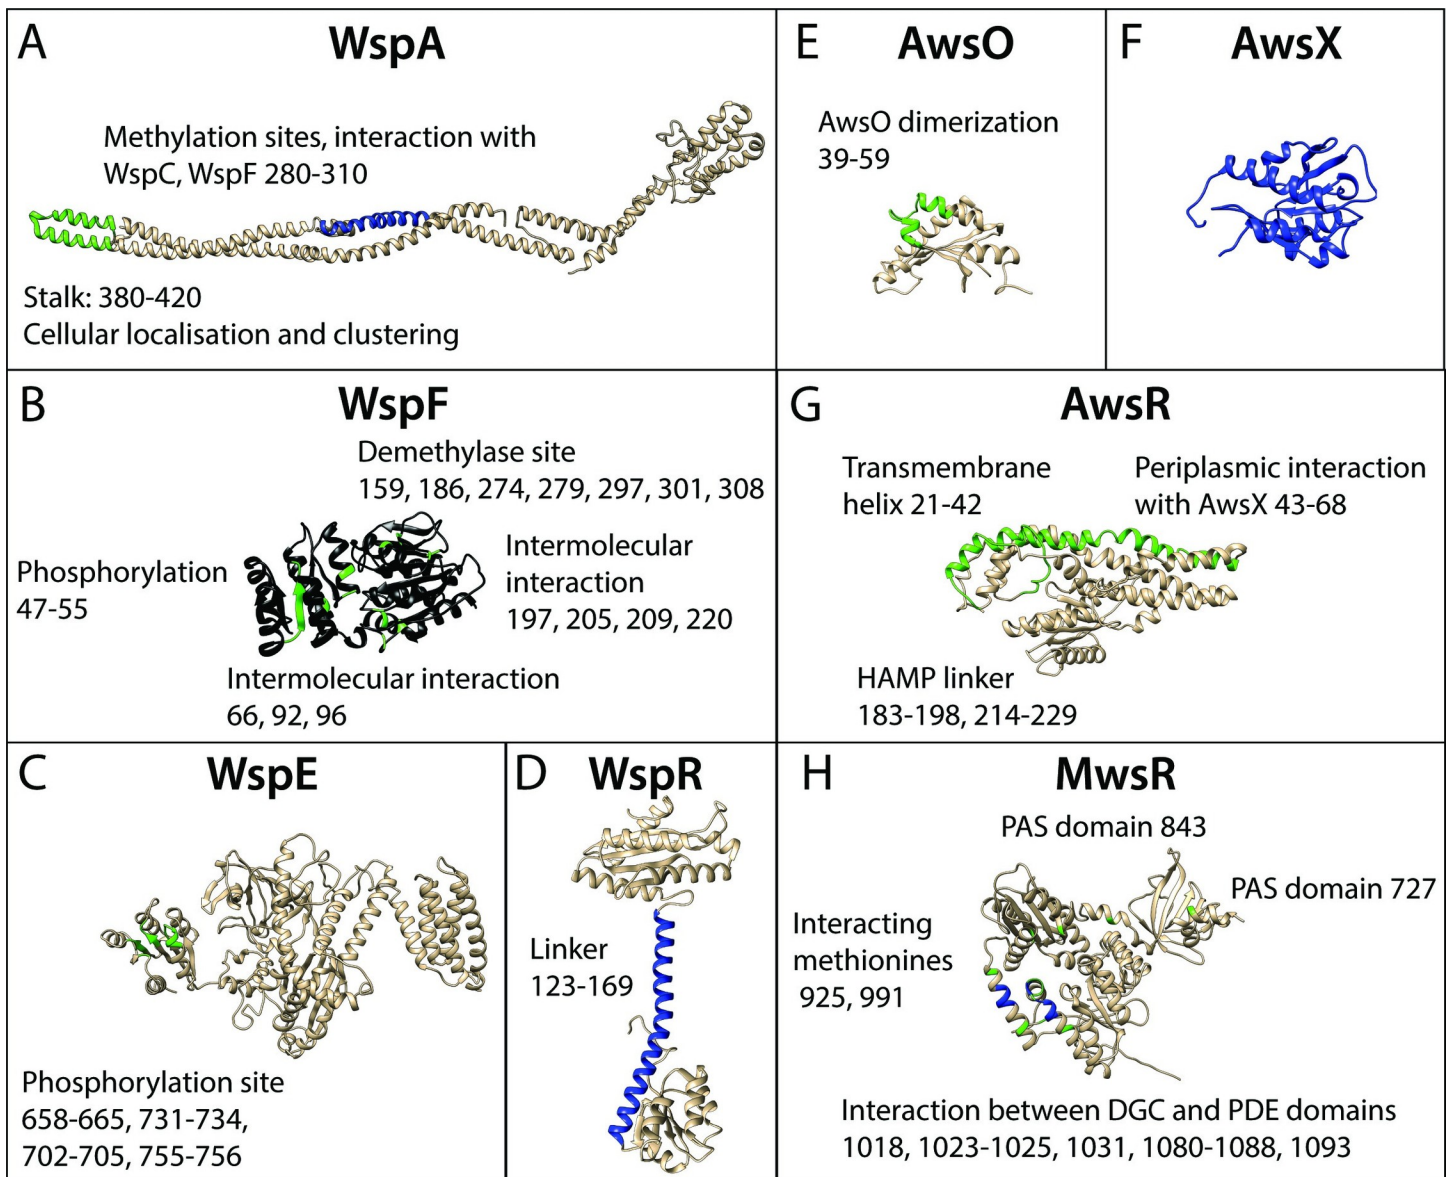 A
WspA
Methylation sites, interaction with
WspC, WspF 280-310
Stalk: 380-420
Cellular localisation and clustering
E
AwsO
AwsO dimerization
39-59
F
AwsX
B
WspF
Demethylase site
159, 186, 274, 279, 297, 301, 308
Phosphorylation
47-55
Intermolecular
interaction
197, 205, 209, 220
Intermolecular interaction
66, 92, 96
G
AwsR
Transmembrane
helix 21-42
Periplasmic interaction
with AwsX 43-68
HAMP linker
183-198, 214-229
C
WspE
Phosphorylation site
658-665, 731-734,
702-705, 755-756
D
WspR
Linker
123-169
H
MwsR
PAS domain 843
PAS domain 727
Interacting
methionines
925, 991
Interaction between DGC and PDE domains
1018, 1023-1025, 1031, 1080-1088, 1093